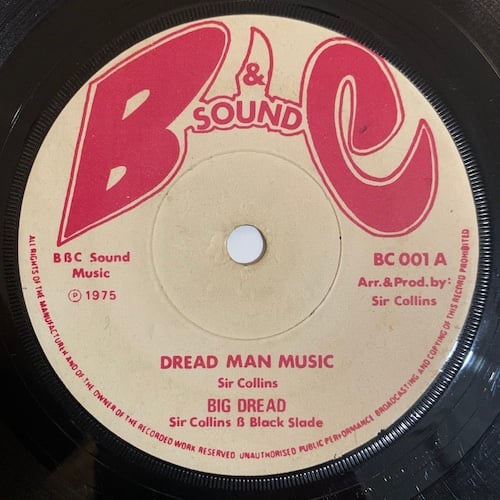 B & C
SOUND
BßC Sound
Music
℗ 1975
BC 001 A
Arr.&Prod.by:
Sir Collins
DREAD MAN MUSIC
Sir Collins
BIG DREAD
Sir Collins ß Black Slade
ALL RIGHTS OF THE MANUFACTURER AND OF THE OWNER OF THE RECORDED WORK RESERVED. UNAUTHORISED PUBLIC PERFORMANCE BROADCASTING AND COPYING OF THIS RECORD PROHIBITED